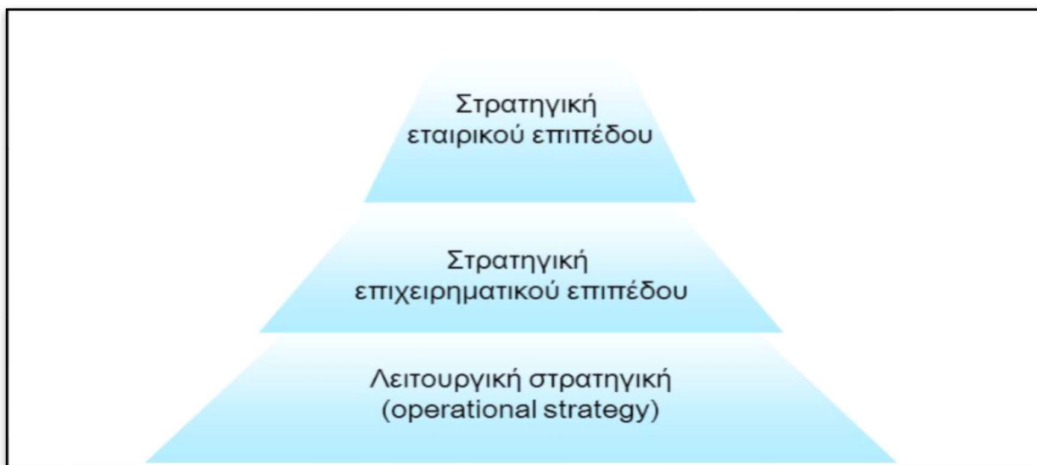 Στρατηγική
εταιρικού επιπέδου
Στρατηγική
επιχειρηματικού επιπέδου
Λειτουργική στρατηγική
(operational strategy)